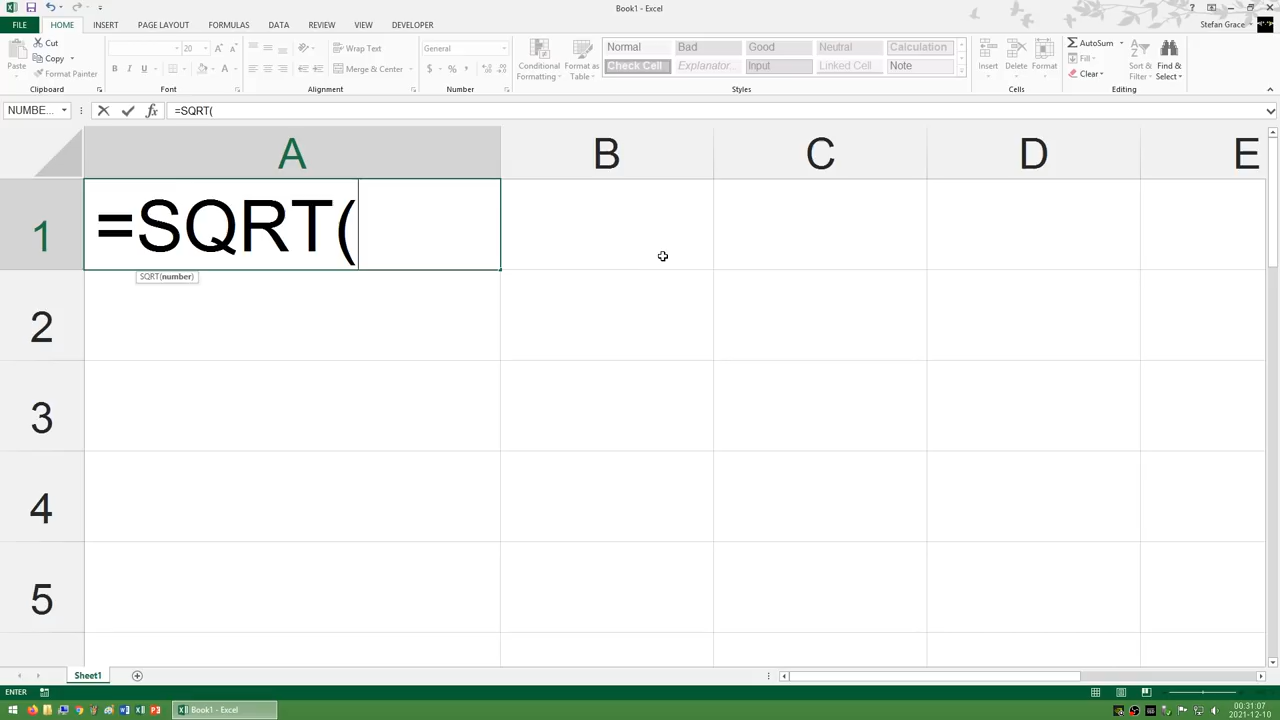 Book1 - Excel
?
FILE HOME INSERT PAGE LAYOUT FORMULAS DATA REVIEW VIEW DEVELOPER Stefan Grace
Cut
Copy
Format Painter
Paste
Clipboard
20
A A
B I U
Font
Wrap Text
Merge & Center
Alignment
General
$ % ,
Number
Conditional Formatting
Format as Table
Normal Bad Good Neutral Calculation
Check Cell Explanator... Input Linked Cell Note
Styles
Insert Delete Format
Cells
AutoSum
Fill
Clear
Sort & Filter
Find & Select
Editing
NUMBE... fx =SQRT(
A B C D E
1 =SQRT(
SQRT(number)
2
3
4
5
Sheet1
ENTER
Book1 - Excel
00:31:07
2021-12-10